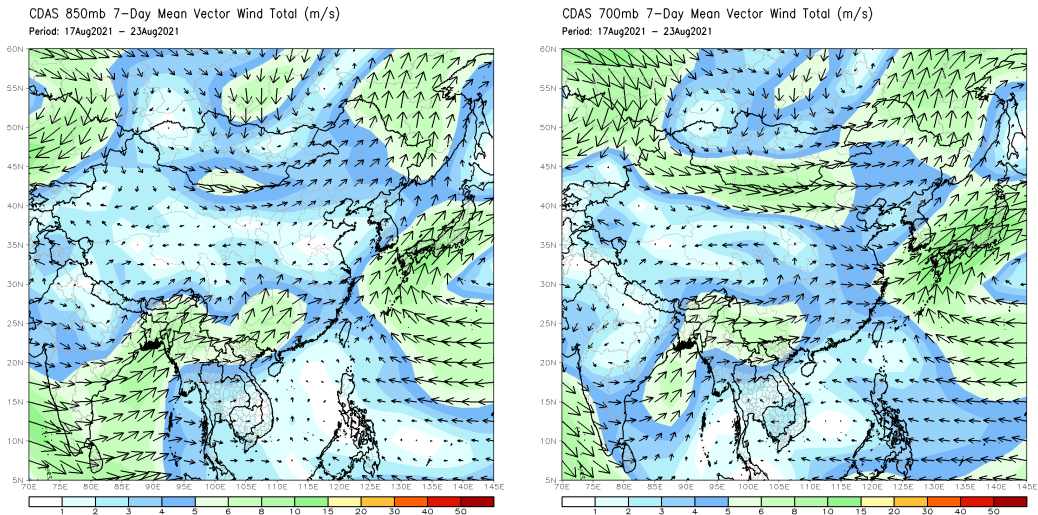 CDAS 850mb 7-Day Mean Vector Wind Total (m/s)
Period: 17Aug2021 – 23Aug2021
60N
55N
50N
45N
40N
35N
30N
25N
20N
15N
10N
5N
70E 75E 80E 85E 90E 95E 100E 105E 110E 115E 120E 125E 130E 135E 140E 145E
1 2 3 4 5 6 8 10 15 20 30 40 50
CDAS 700mb 7-Day Mean Vector Wind Total (m/s)
Period: 17Aug2021 – 23Aug2021
60N
55N
50N
45N
40N
35N
30N
25N
20N
15N
10N
5N
70E 75E 80E 85E 90E 95E 100E 105E 110E 115E 120E 125E 130E 135E 140E 145E
1 2 3 4 5 6 8 10 15 20 30 40 50